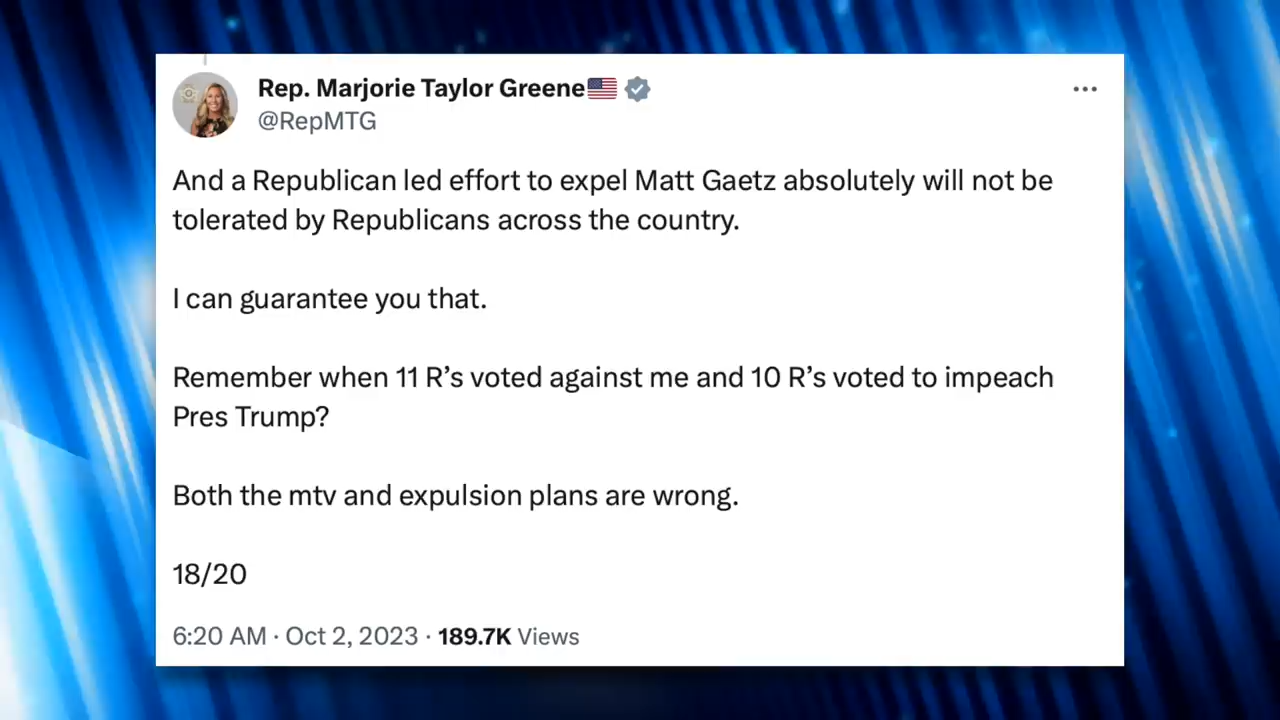 Rep. Marjorie Taylor Greene🇺🇸
@RepMTG
And a Republican led effort to expel Matt Gaetz absolutely will not be
tolerated by Republicans across the country.
I can guarantee you that.
Remember when 11 R’s voted against me and 10 R’s voted to impeach
Pres Trump?
Both the mtv and expulsion plans are wrong.
18/20
6:20 AM · Oct 2, 2023 · 189.7K Views